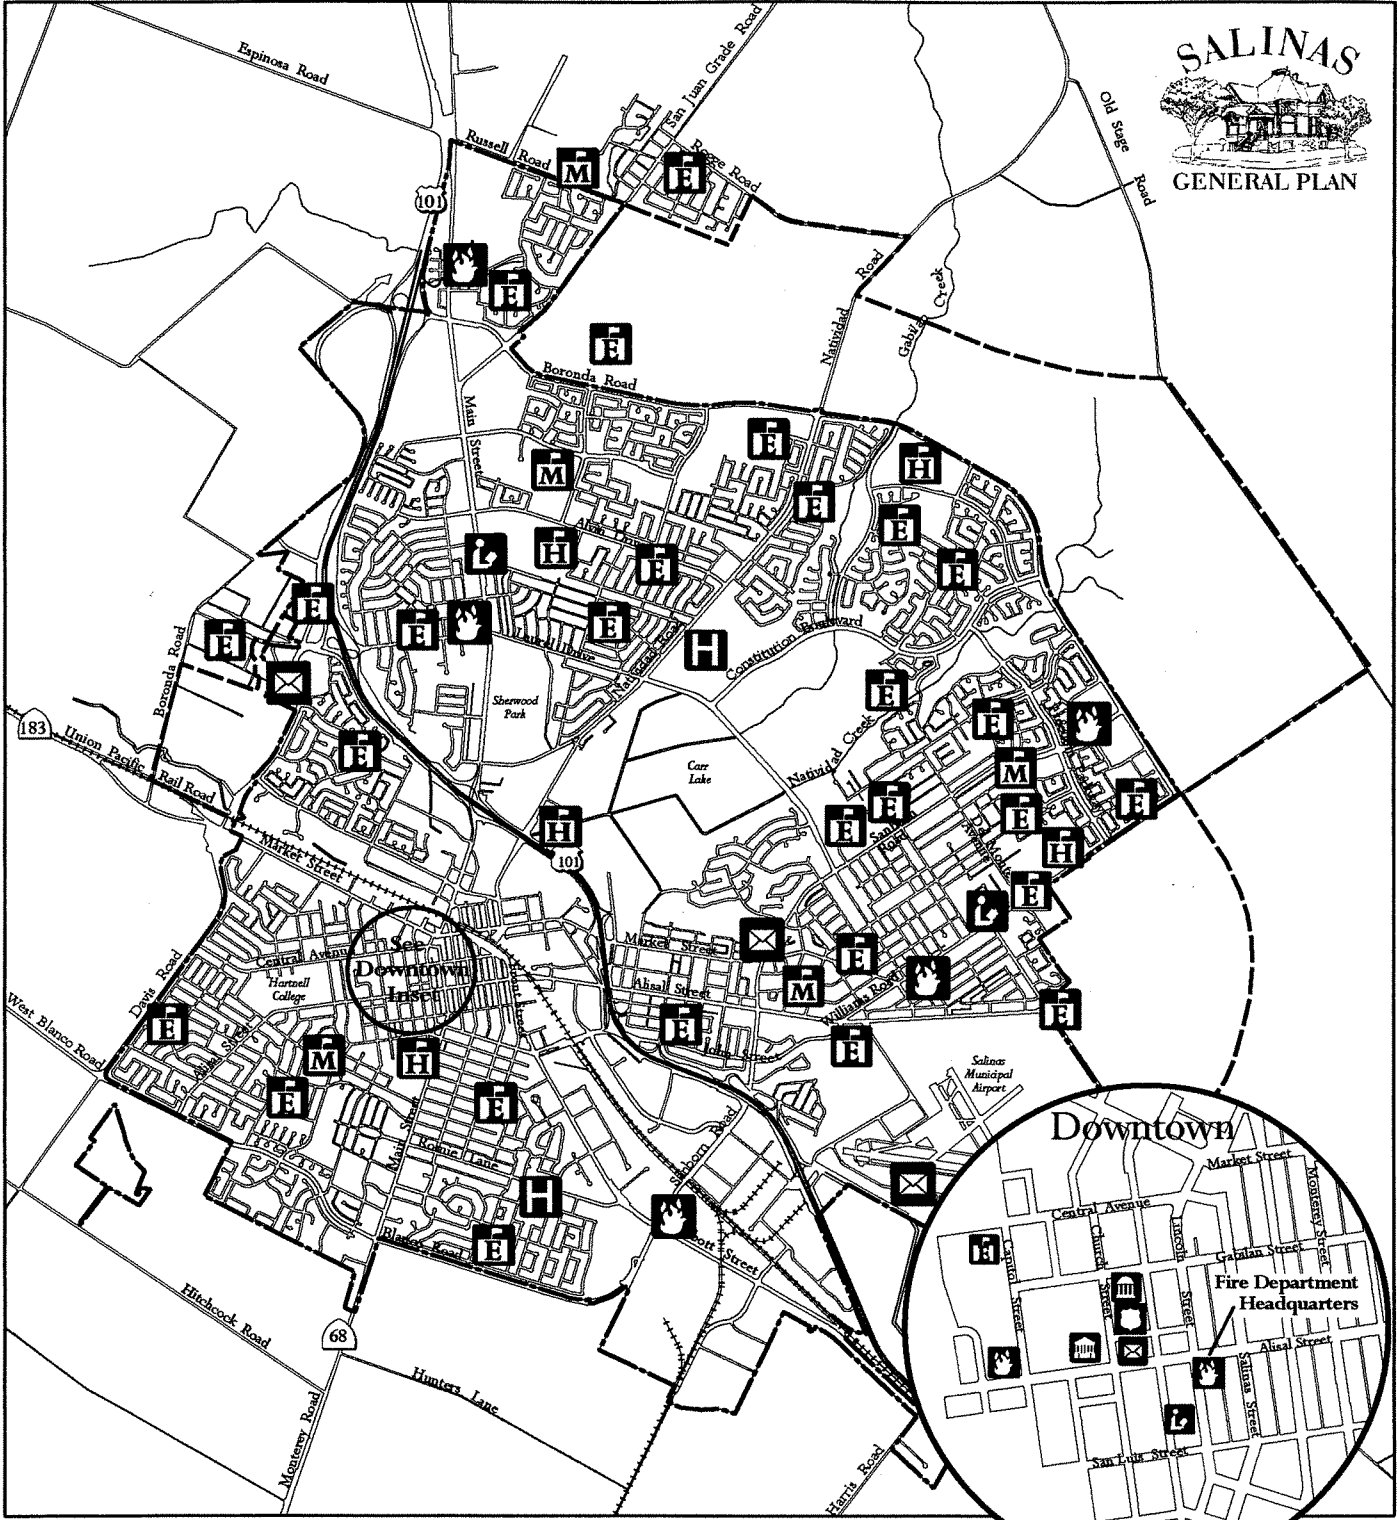 SALINAS
GENERAL PLAN
Espinosa Road
San Juan Grade Road
Old Stage Road
Russell Road
Rogge Road
M
E
101
Natividad Road
Gabilan Creek
E
E
Boronda Road
Main Street
E
H
M
E
E
Alvin Drive
H
E
E
E
E
E
E
Laurel Drive
Natividad Road
H
Constitution Boulevard
Boronda Road
Sherwood
Park
E
E
183
Union Pacific Rail Road
E
Carr
Lake
Natividad Creek
M
E
E
E
E
H
H
101
Sanborn
Road
Market Street
E
See
Downtown
Inset
Central Avenue
Hartnell
College
Market Street
E
M
Alisal Street
Williams Road
Davis Road
West Blanco Road
E
E
E
E
John Street
Salinas
Municipal
Airport
M
H
E
E
Main Street
Romie Lane
Sanborn Road
H
E
Blanco Road
Hitchcock Road
68
Hunters Lane
Monterey Road
Harris Road
Downtown
Market Street
Monterey Street
Central Avenue
E
Capitol Street
Church Street
Lincoln Street
Gabilan Street
Fire Department
Headquarters
Alisal Street
Salinas Street
San Luis Street